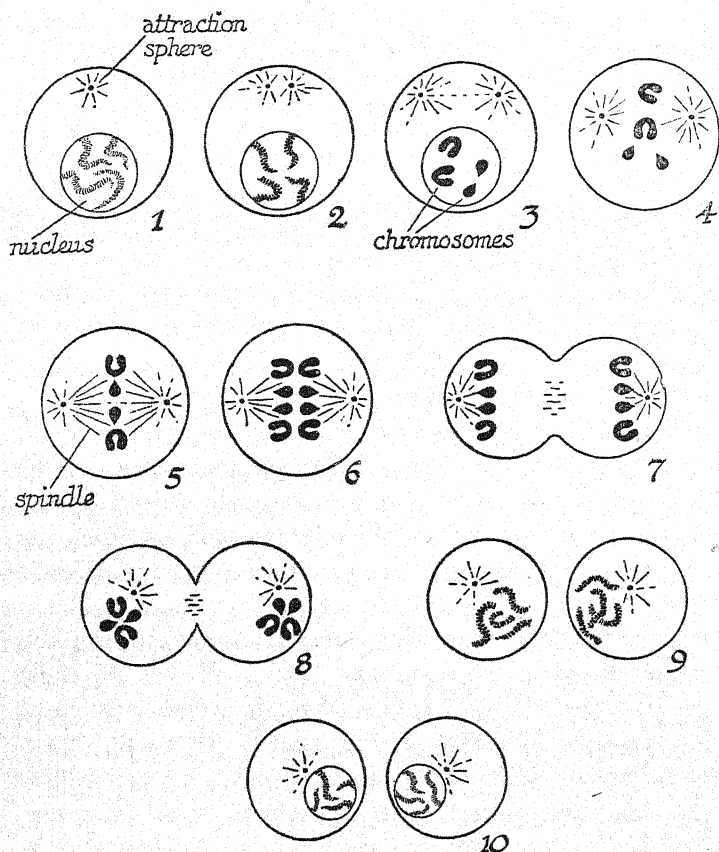 attraction
sphere
1
2
3
4
nucleus
chromosomes
5
6
7
spindle
8
9
10